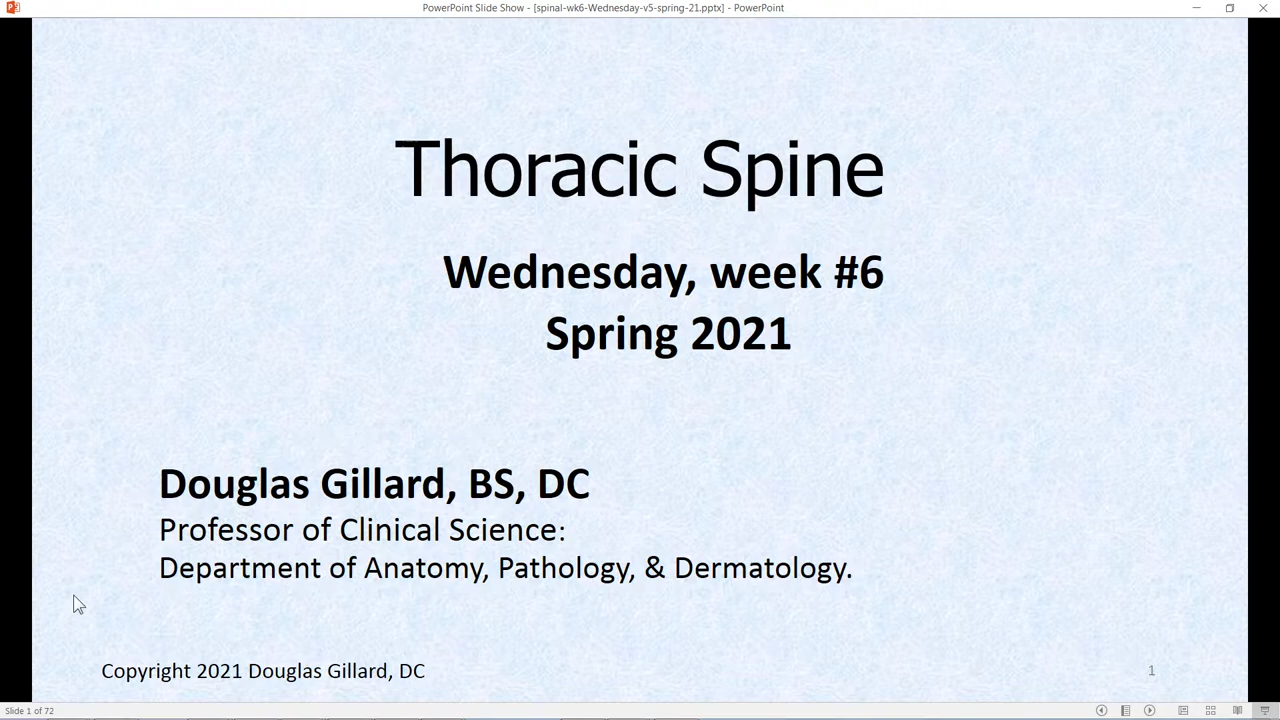 PowerPoint Slide Show - [spinal-wk6-Wednesday-v5-spring-21.pptx] - PowerPoint
Thoracic Spine
Wednesday, week #6
Spring 2021
Douglas Gillard, BS, DC
Professor of Clinical Science:
Department of Anatomy, Pathology, & Dermatology.
Copyright 2021 Douglas Gillard, DC
1
Slide 1 of 72